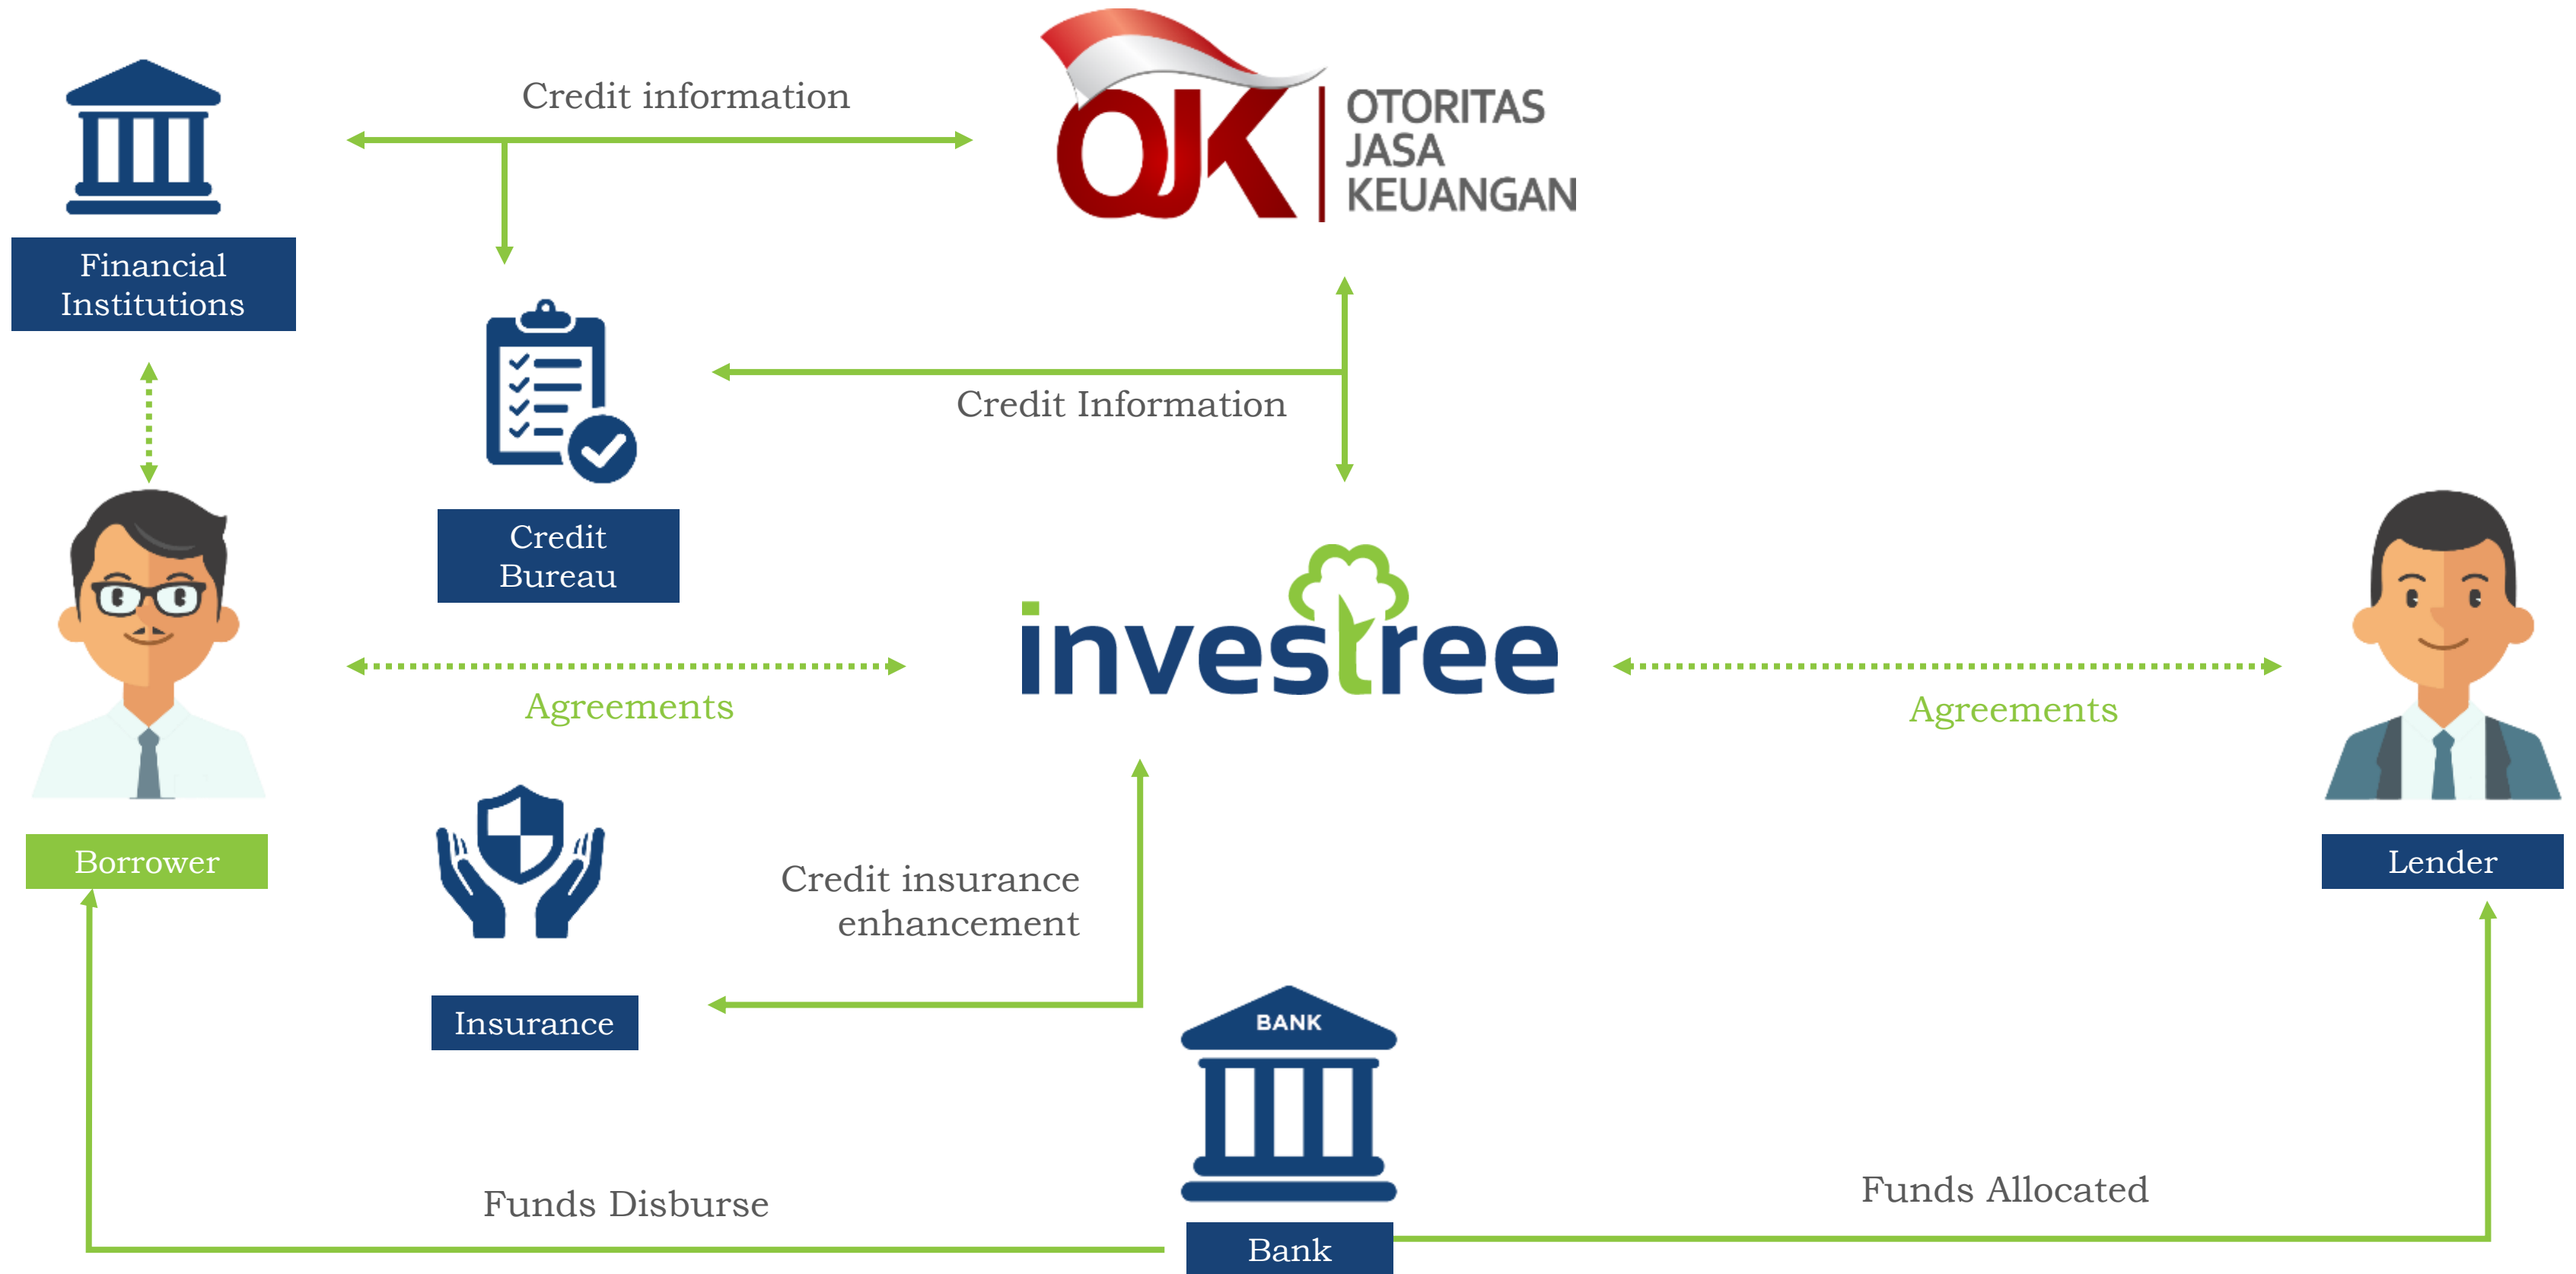 Credit information
OJK
OTORITAS
JASA
KEUANGAN
Financial
Institutions
Credit Information
Credit
Bureau
investree
Agreements
Agreements
Borrower
Lender
Credit insurance
enhancement
Insurance
BANK
Funds Disburse
Funds Allocated
Bank